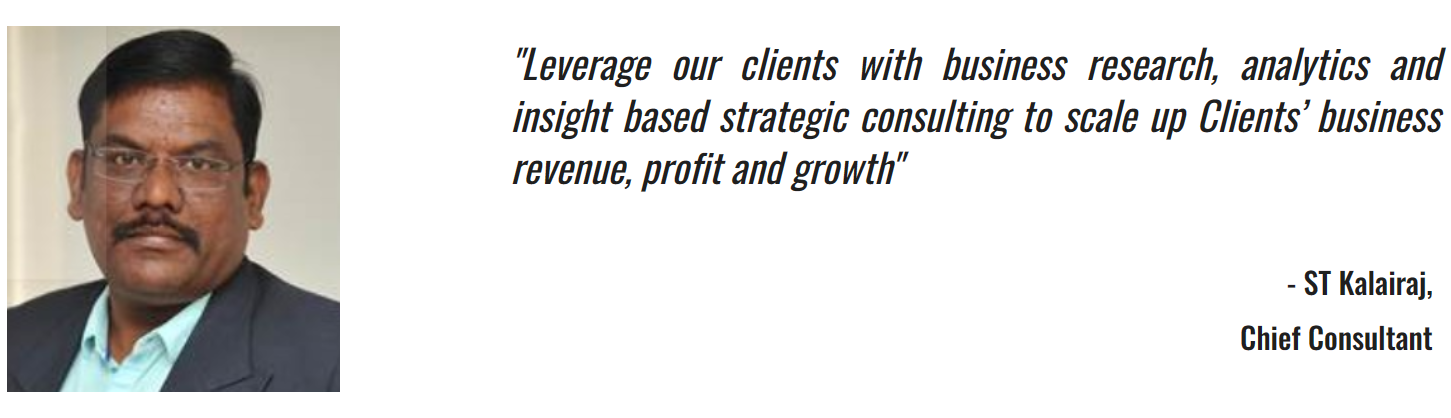 "Leverage our clients with business research, analytics and
insight based strategic consulting to scale up Clients’ business
revenue, profit and growth"
- ST Kalairaj,
Chief Consultant